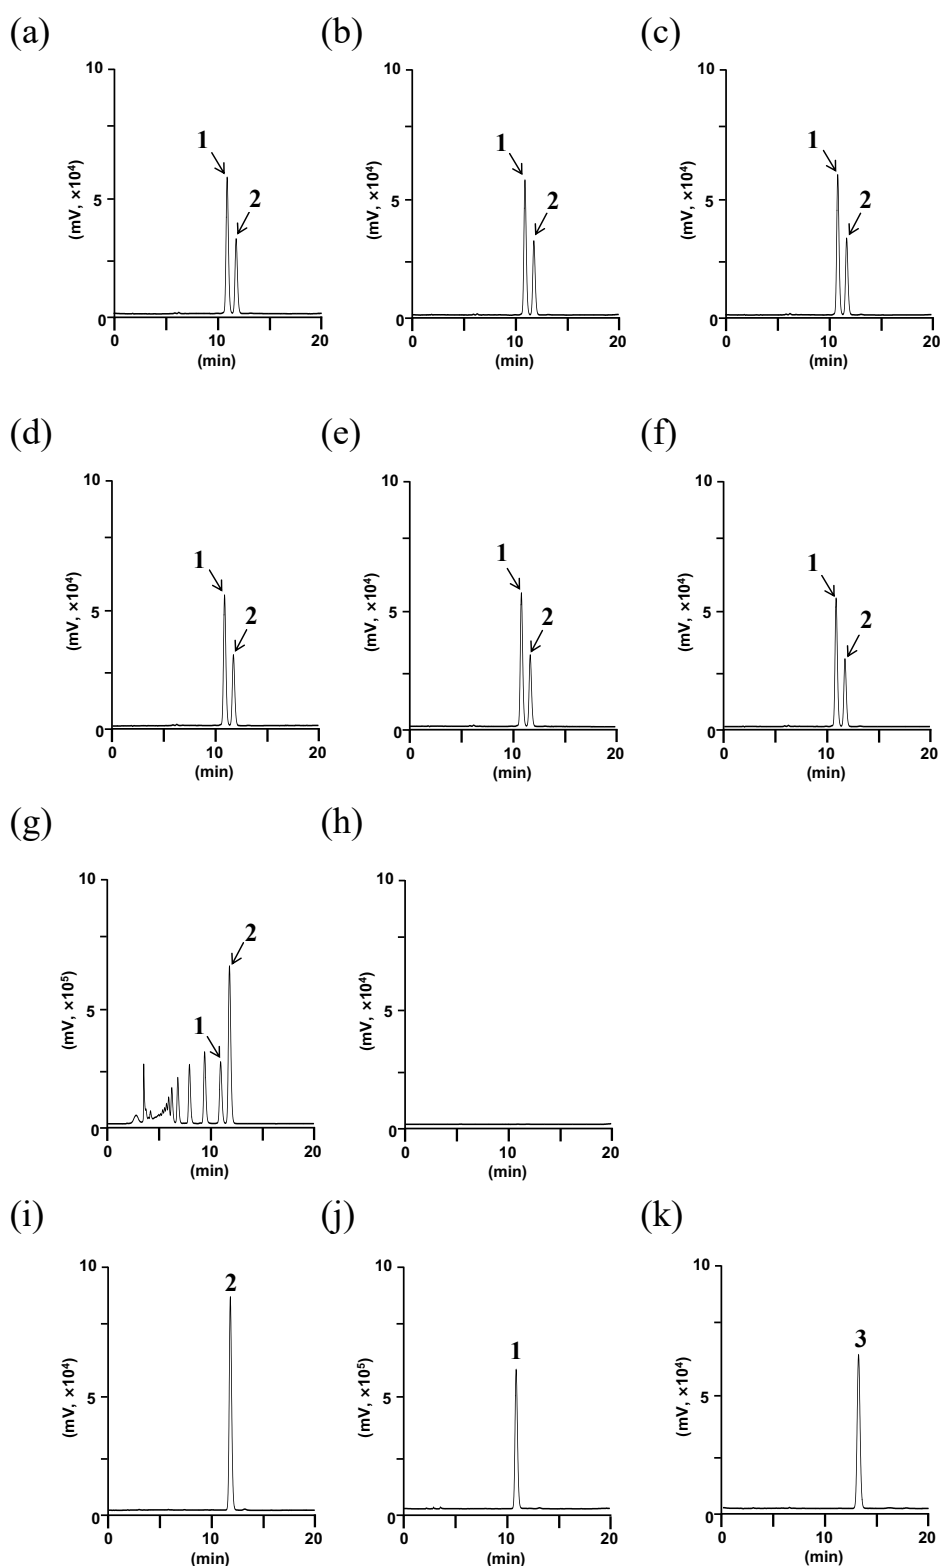 (a) (b) (c)
10 10 10
1 1 1
2 2 2
(mV, ×10⁴) (mV, ×10⁴) (mV, ×10⁴)
5 5 5
0 0 0
0 10 20 0 10 20 0 10 20
(min) (min) (min)
(d) (e) (f)
10 10 10
1 1 1
2 2 2
(mV, ×10⁴) (mV, ×10⁴) (mV, ×10⁴)
5 5 5
0 0 0
0 10 20 0 10 20 0 10 20
(min) (min) (min)
(g) (h)
10 10
2
(mV, ×10⁵) (mV, ×10⁴)
5 5
1
0 0
0 10 20 0 10 20
(min) (min)
(i) (j) (k)
10 10 10
2 1 3
(mV, ×10⁴) (mV, ×10⁵) (mV, ×10⁴)
5 5 5
0 0 0
0 10 20 0 10 20 0 10 20
(min) (min) (min)